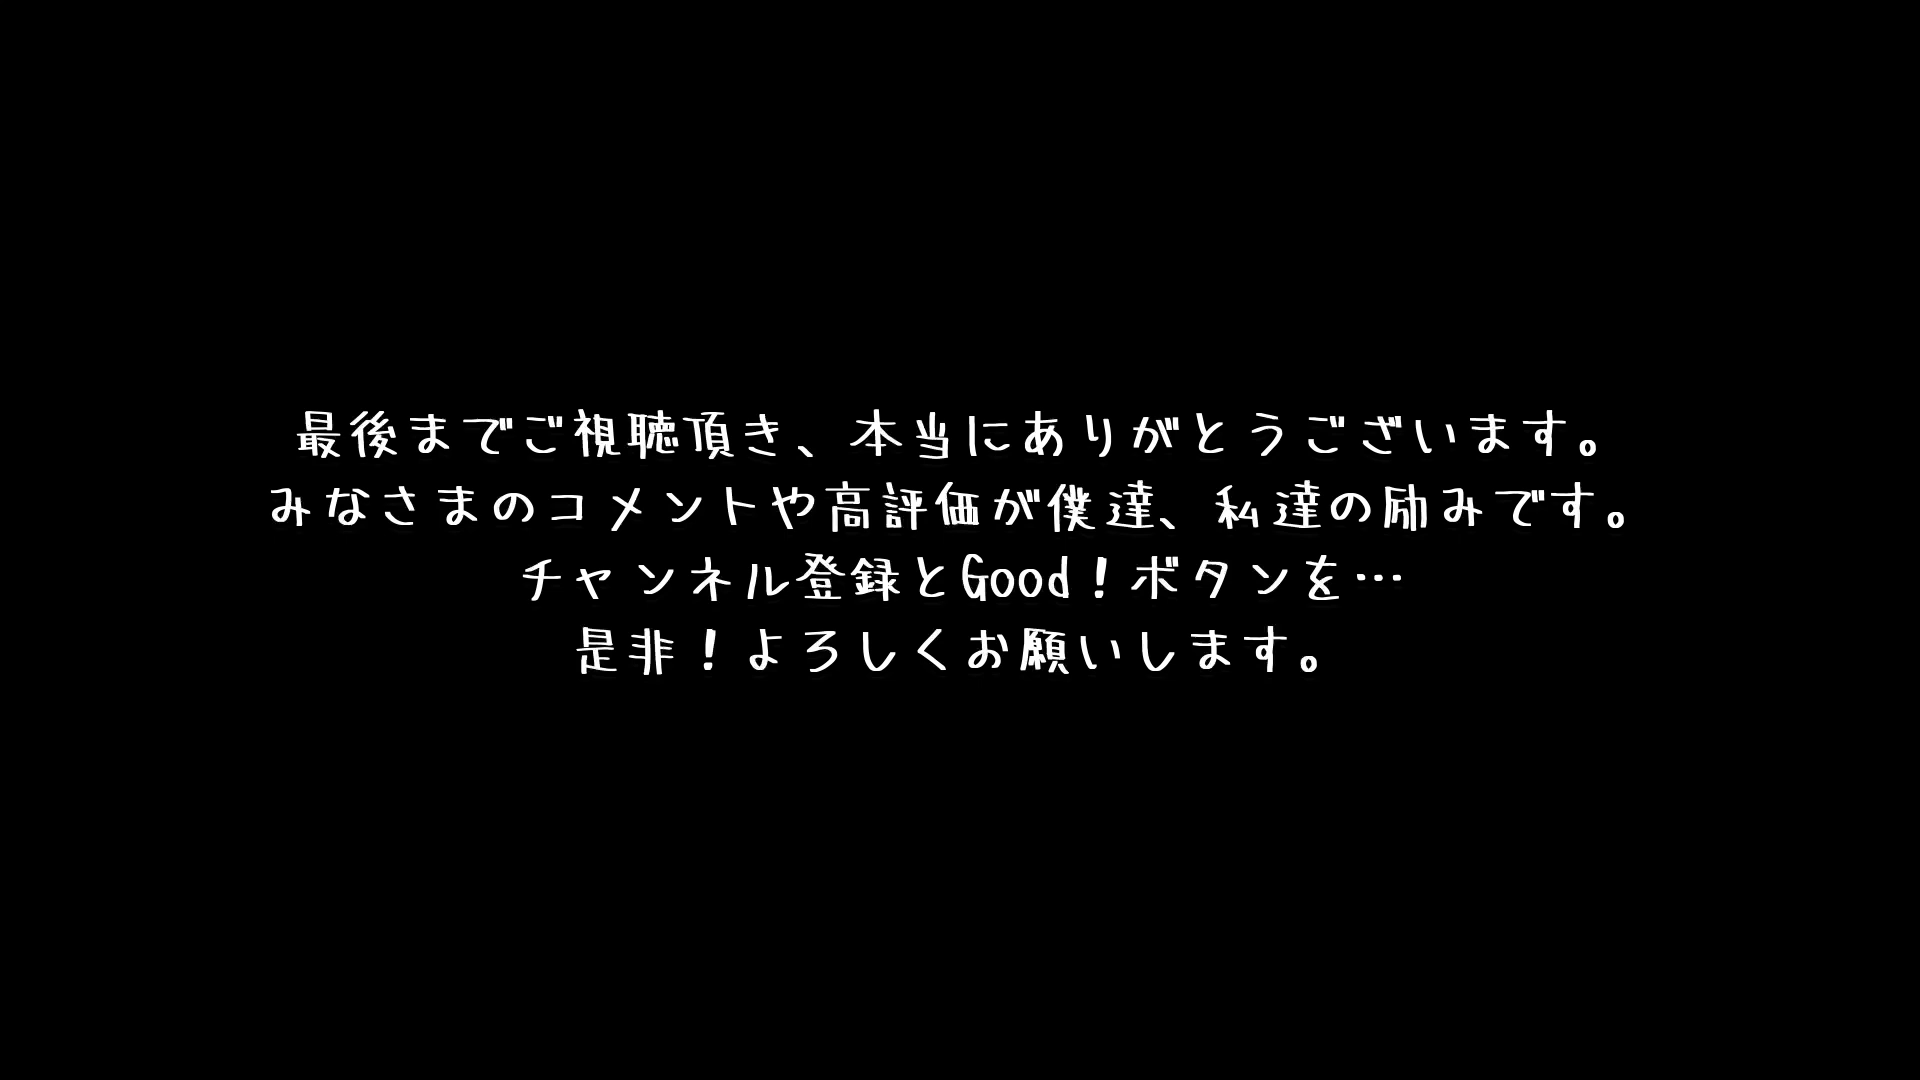 最後までご視聴頂き、本当にありがとうございます。
みなさまのコメントや高評価が僕達、私達の励みです。
チャンネル登録とGood！ボタンを…
是非！よろしくお願いします。